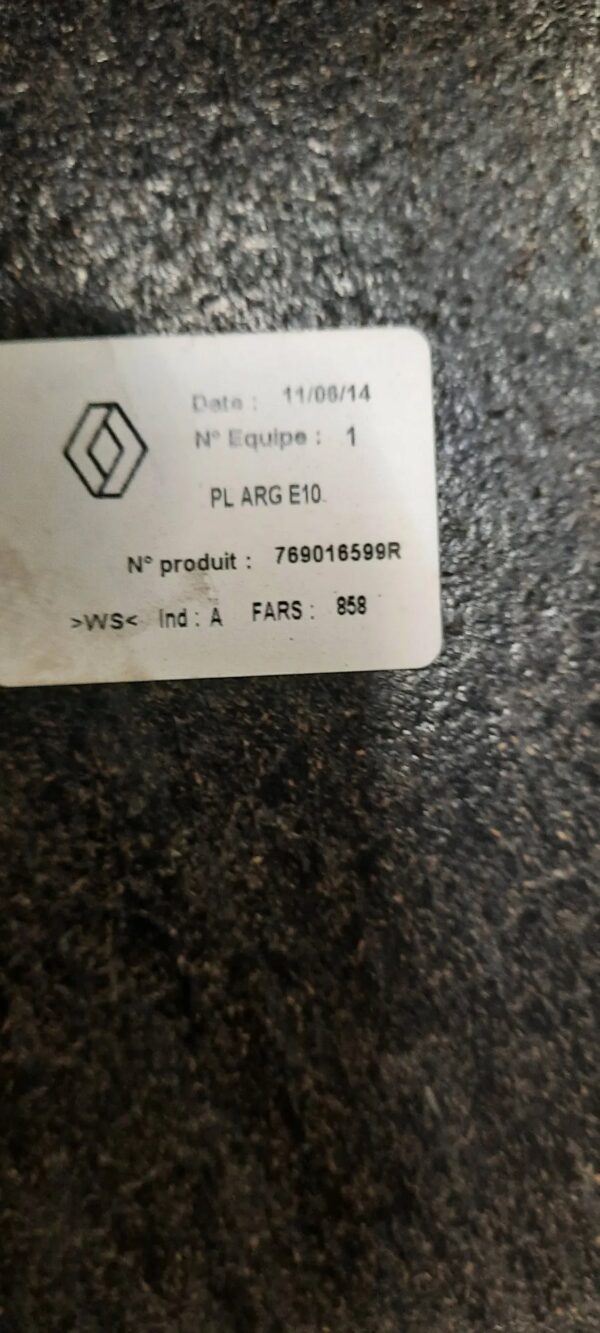 Date : 11/06/14
N° Equipe : 1
PL ARG E10.
N° produit : 769016599R
>WS< Ind : A FARS : 858